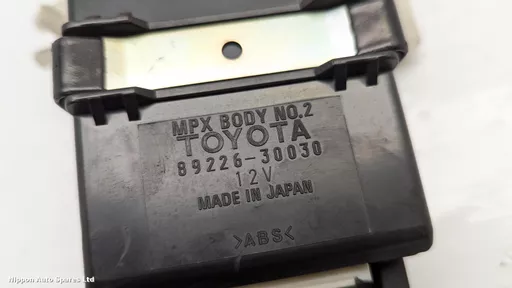 MPX BODY NO.2
TOYOTA
89226-30030
12V
MADE IN JAPAN
>ABS<
Nippon Auto Spares Ltd